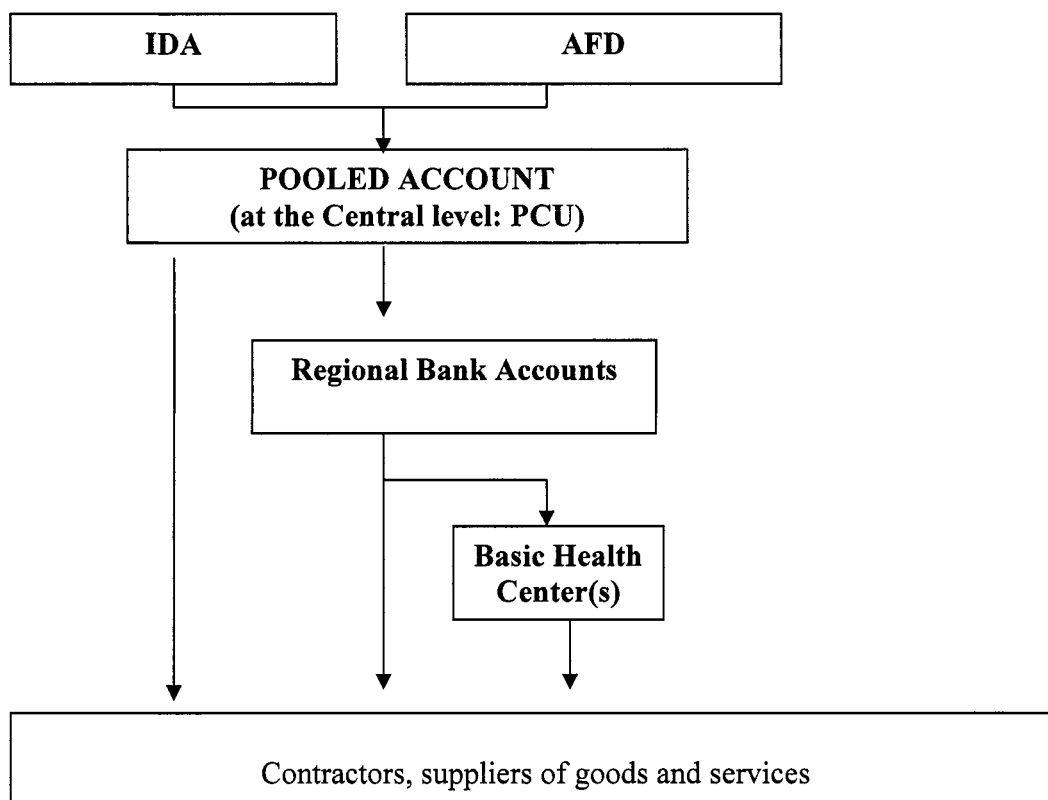 IDA
AFD
POOLED ACCOUNT
(at the Central level: PCU)
Regional Bank Accounts
Basic Health
Center(s)
Contractors, suppliers of goods and services